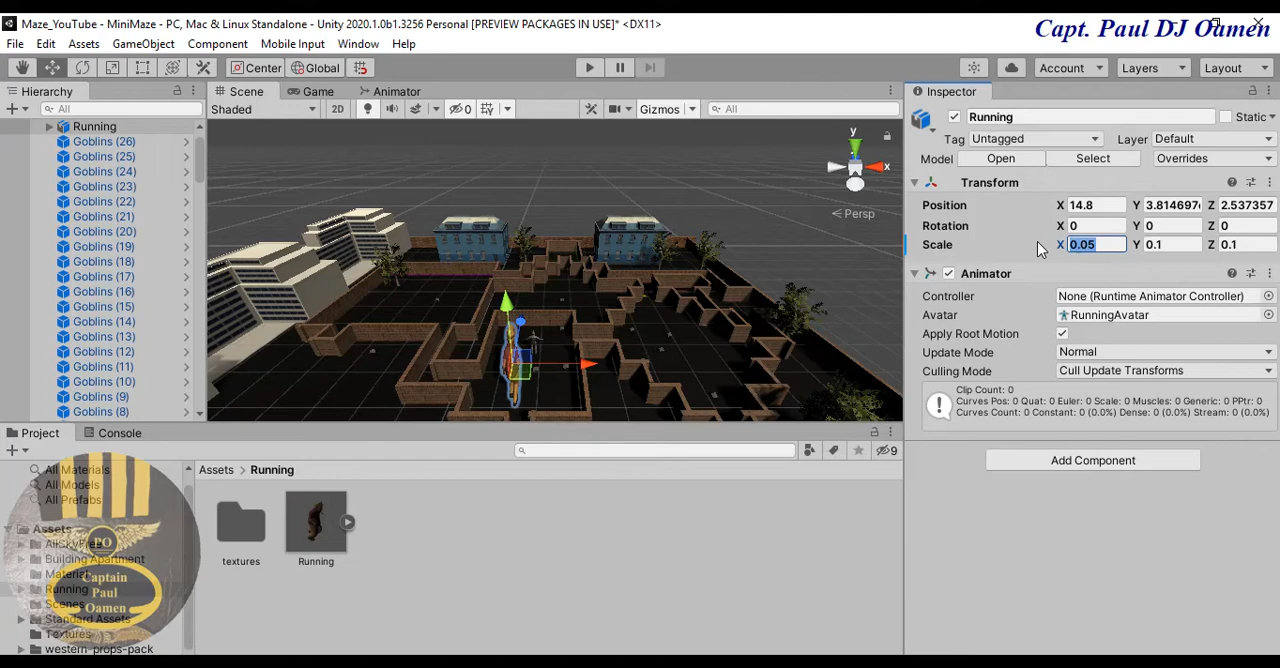 Maze_YouTube - MiniMaze - PC, Mac & Linux Standalone - Unity 2020.1.0b1.3256 Personal [PREVIEW PACKAGES IN USE]* <DX11>
Capt. Paul DJ Oamen
File Edit Assets GameObject Component Mobile Input Window Help
Center Global Account Layers Layout
Hierarchy
All
Running
Goblins (26)
Goblins (25)
Goblins (24)
Goblins (23)
Goblins (22)
Goblins (21)
Goblins (20)
Goblins (19)
Goblins (18)
Goblins (17)
Goblins (16)
Goblins (15)
Goblins (14)
Goblins (13)
Goblins (12)
Goblins (11)
Goblins (10)
Goblins (9)
Goblins (8)
Scene Game Animator
Shaded 2D 0 Gizmos All
y
x
Persp
Inspector
Running Static
Tag Untagged Layer Default
Model Open Select Overrides
Transform
Position X 14.8 Y 3.814697 Z 2.537357
Rotation X 0 Y 0 Z 0
Scale X 0.05 Y 0.1 Z 0.1
Animator
Controller None (Runtime Animator Controller)
Avatar RunningAvatar
Apply Root Motion
Update Mode Normal
Culling Mode Cull Update Transforms
Clip Count: 0
Curves Pos: 0 Quat: 0 Euler: 0 Scale: 0 Muscles: 0 Generic: 0 PPtr: 0
Curves Count: 0 Constant: 0 (0.0%) Dense: 0 (0.0%) Stream: 0 (0.0%)
Add Component
Project Console
9
All Materials
All Models
All Prefabs
Assets
AllSkyFree
Building Apartment
Material
Running
Scenes
Standard Assets
Textures
western-props-pack
Assets > Running
textures
Running
PO
Captain
Paul
Oamen